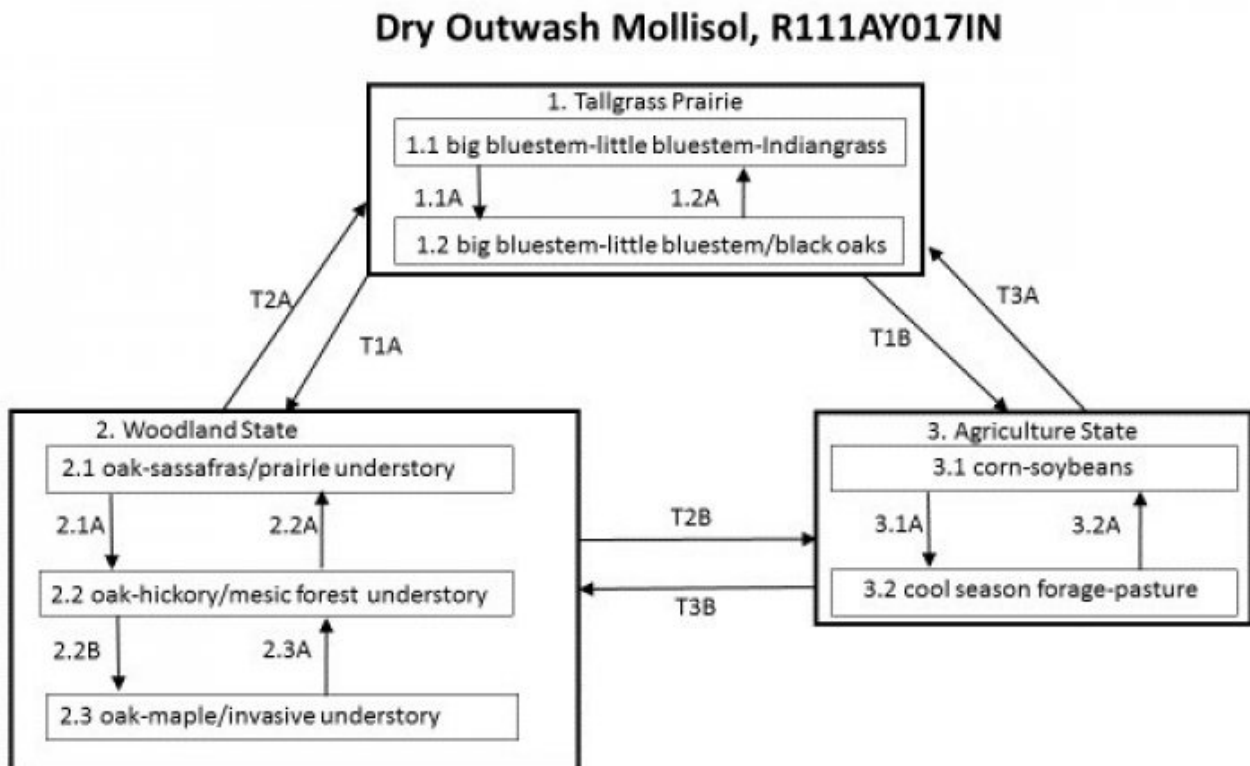 Dry Outwash Mollisol, R111AY017IN
1. Tallgrass Prairie
1.1 big bluestem-little bluestem-Indiangrass
1.1A
1.2A
1.2 big bluestem-little bluestem/black oaks
T2A
T1A
T1B
T3A
2. Woodland State
2.1 oak-sassafras/prairie understory
2.1A
2.2A
2.2 oak-hickory/mesic forest understory
2.2B
2.3A
2.3 oak-maple/invasive understory
T2B
T3B
3. Agriculture State
3.1 corn-soybeans
3.1A
3.2A
3.2 cool season forage-pasture